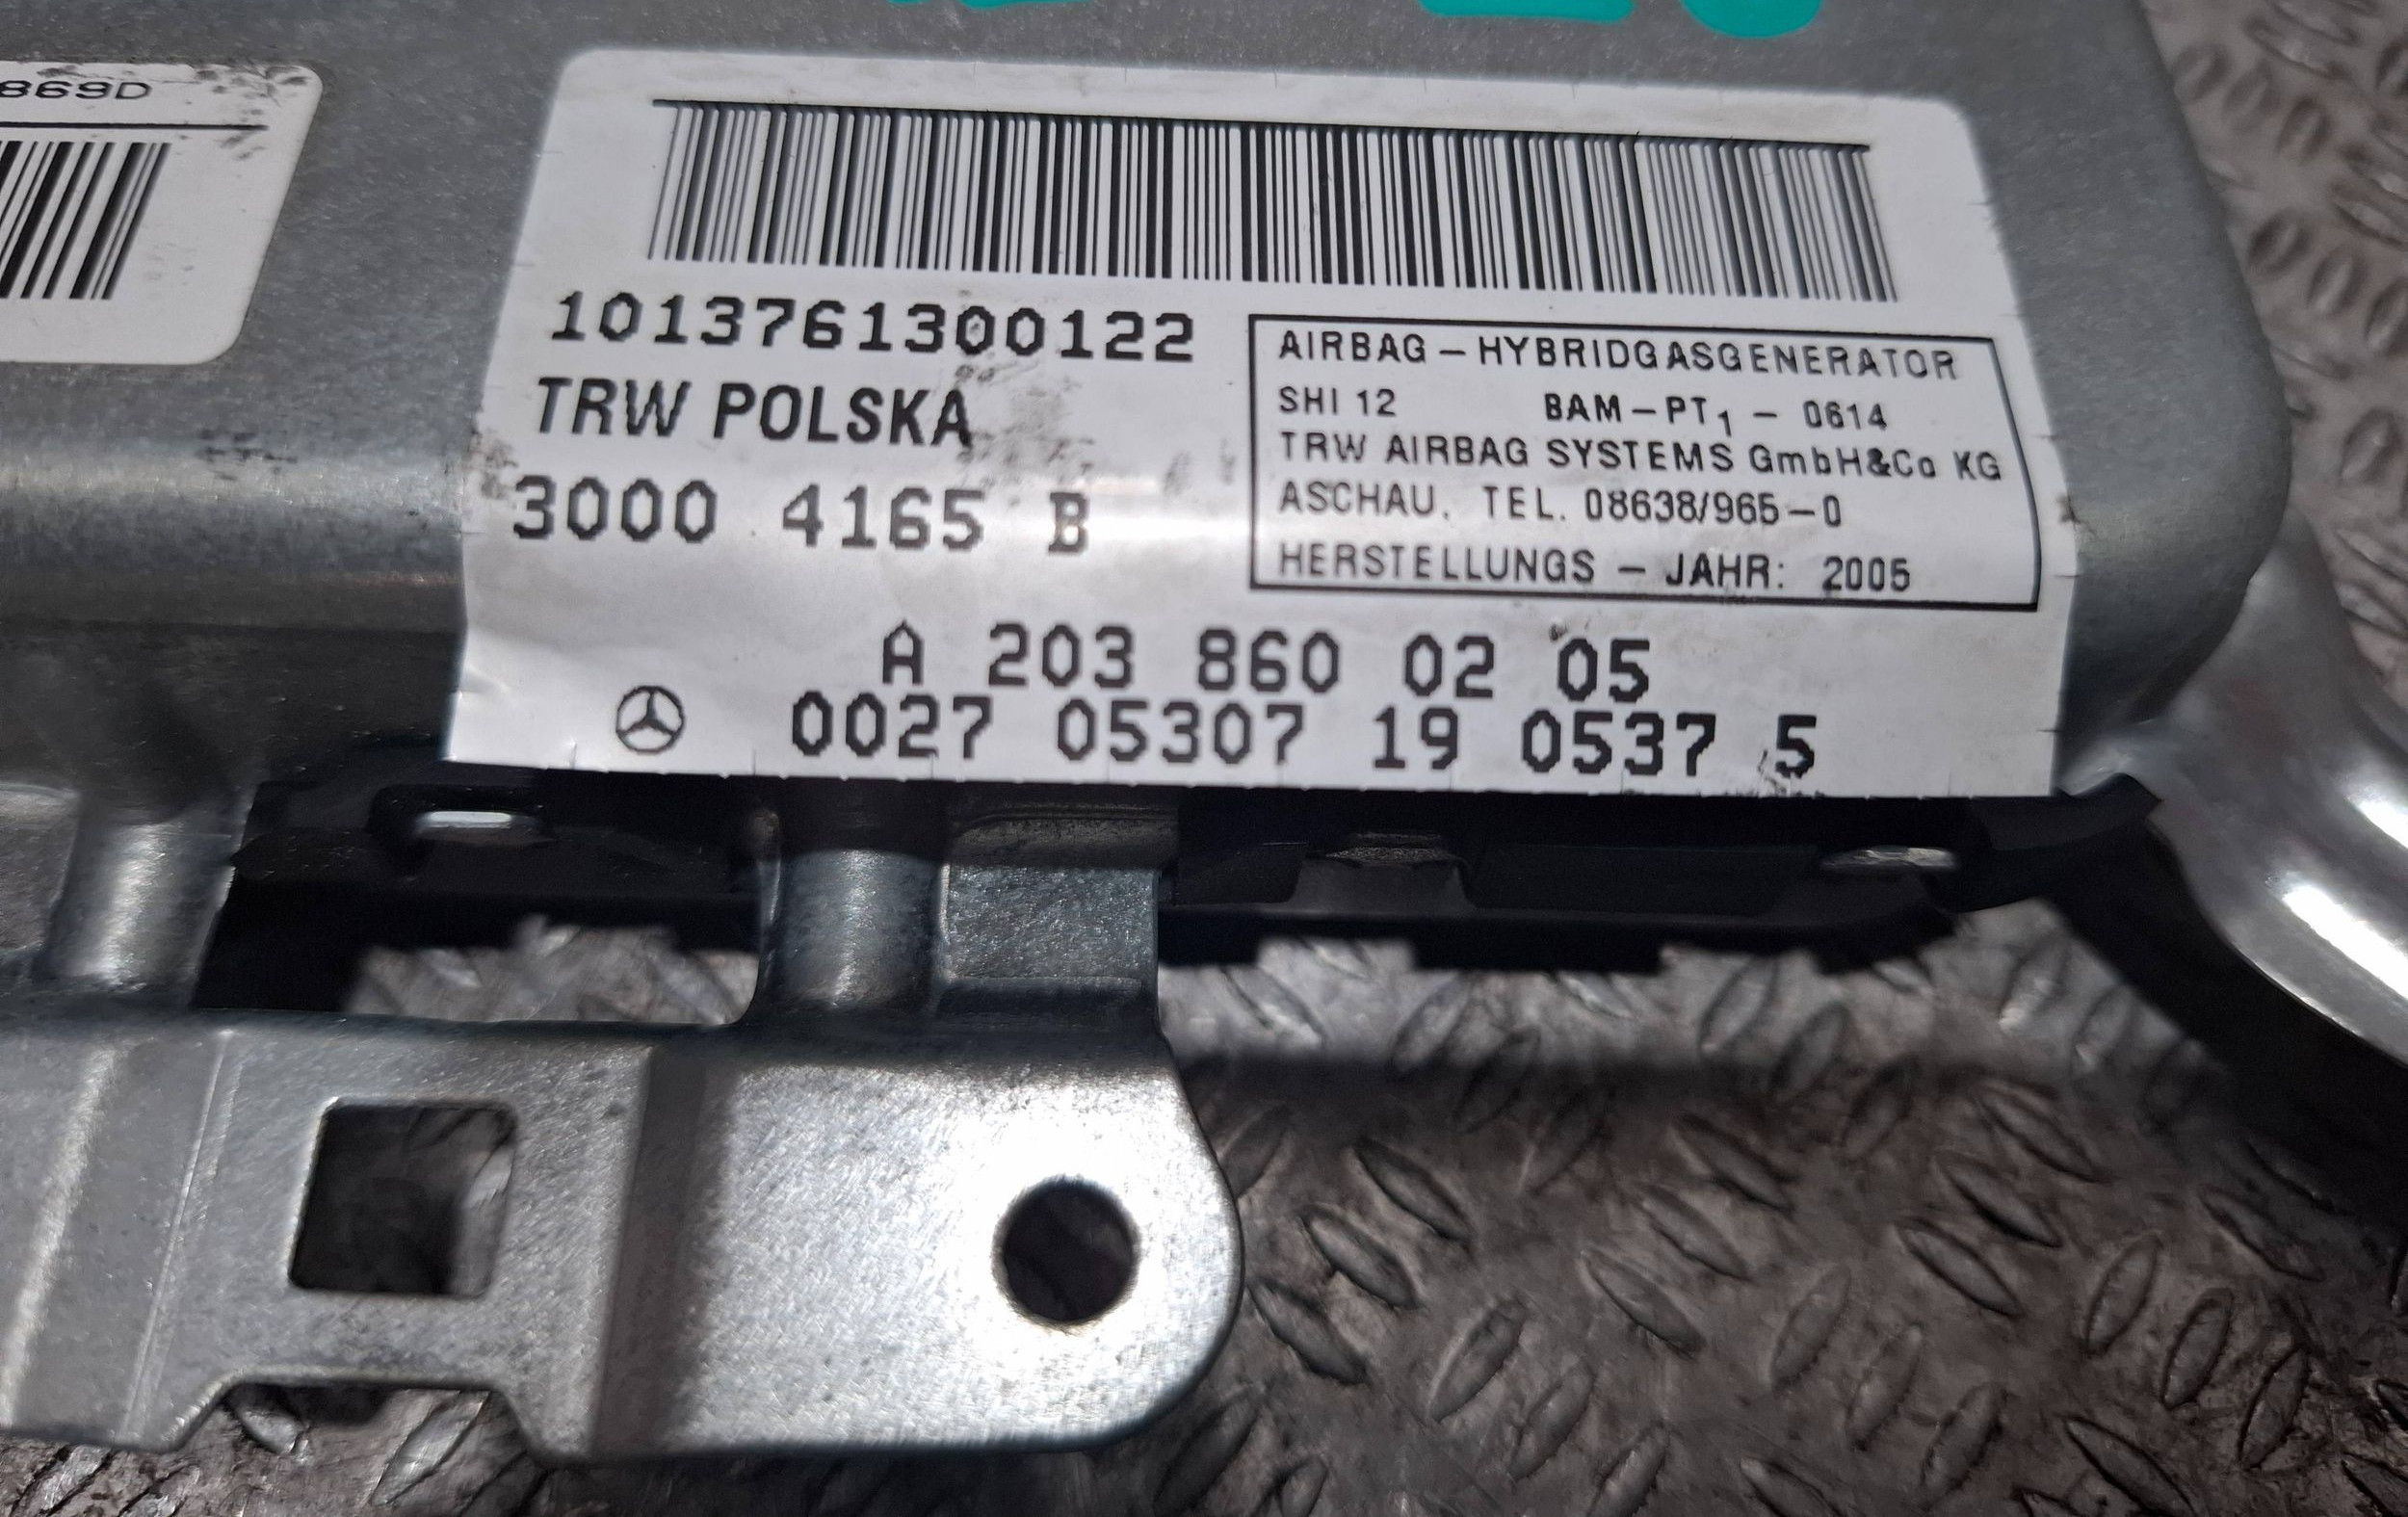 869D
1013761300122
TRW POLSKA
3000 4165 B
AIRBAG – HYBRIDGASGENERATOR
SHI 12 BAM – PT1 – 0614
TRW AIRBAG SYSTEMS GmbH&Co KG
ASCHAU. TEL. 08638/965–0
HERSTELLUNGS – JAHR: 2005
A 203 860 02 05
0027 05307 19 0537 5